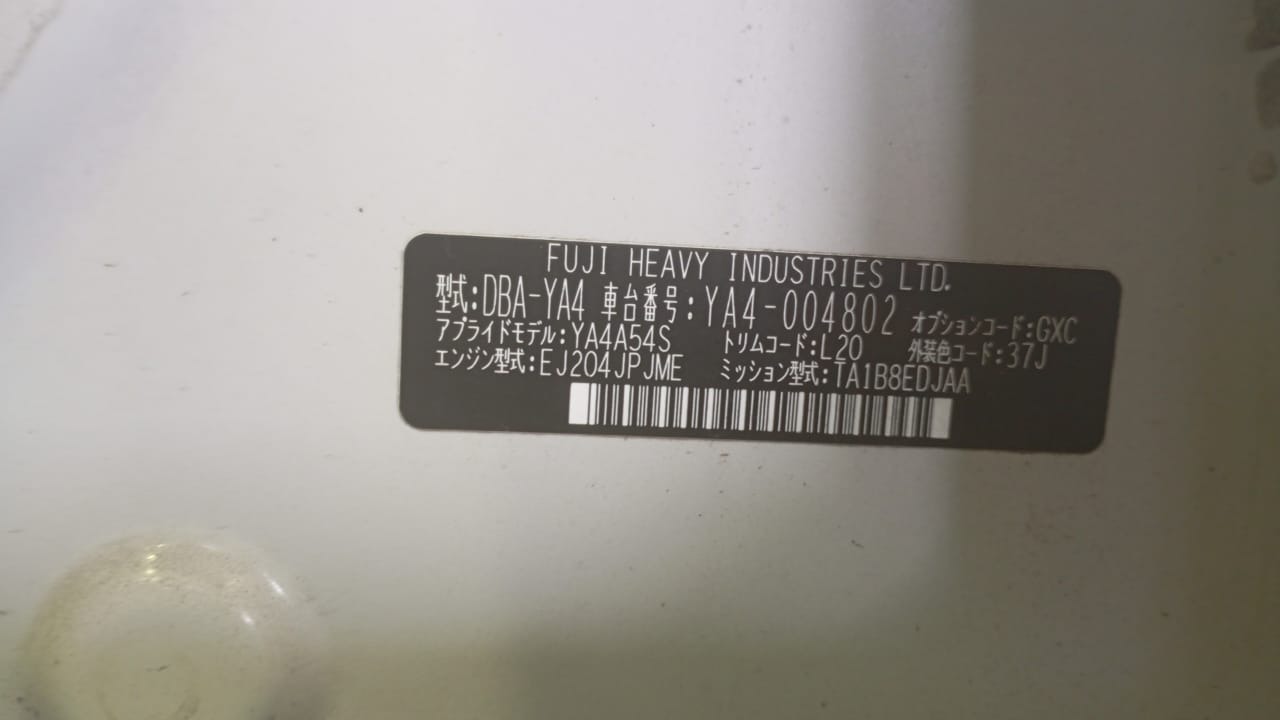 FUJI HEAVY INDUSTRIES LTD.
型式:DBA-YA4 車台番号:YA4-004802 オプションコード:GXC
アプライドモデル:YA4A54S トリムコード:L20 外装色コード:37J
エンジン型式:EJ204JPJME ミッション型式:TA1B8EDJAA